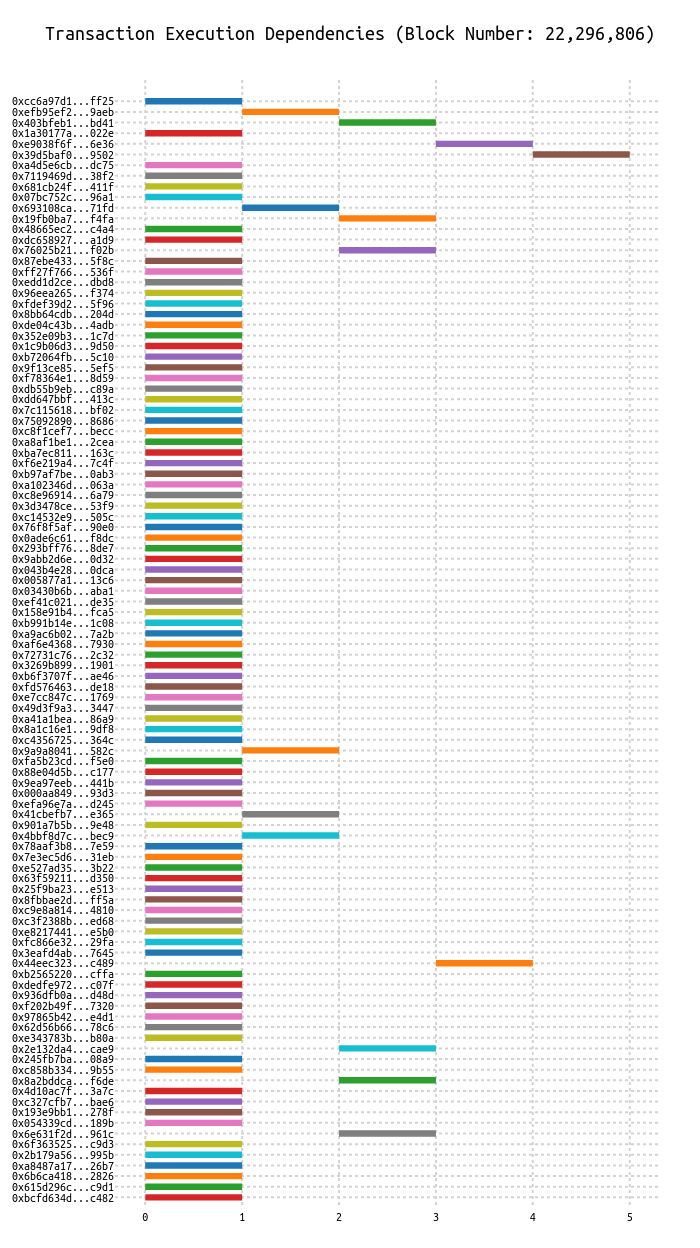 Transaction Execution Dependencies (Block Number: 22,296,806)
0xcc6a97d1...ff25
0xefb95ef2...9aeb
0x403bfeb1...bd41
0x1a30177a...022e
0xe9038f6f...6e36
0x39d5baf0...9502
0xa4d5e6cb...dc75
0x7119469d...38f2
0x681cb24f...411f
0x07bc752c...96a1
0x693108ca...71fd
0x19fb0ba7...f4fa
0x48665ec2...c4a4
0xdc658927...a1d9
0x76025b21...f02b
0x87ebe433...5f8c
0xff27f766...536f
0xedd1d2ce...dbd8
0x96eea265...f374
0xfdef39d2...5f96
0x8bb64cdb...204d
0xde04c43b...4adb
0x352e09b3...1c7d
0x1c9b06d3...9d50
0xb72064fb...5c10
0x9f13ce85...5ef5
0xf78364e1...8d59
0xdb55b9eb...c89a
0xdd647bbf...413c
0x7c115618...bf02
0x75092890...8686
0xc8f1cef7...becc
0xa8af1be1...2cea
0xba7ec811...163c
0xf6e219a4...7c4f
0xb97af7be...0ab3
0xa102346d...063a
0xc8e96914...6a79
0x3d3478ce...53f9
0xc14532e9...505c
0x76f8f5af...90e0
0x0ade6c61...f8dc
0x293bff76...8de7
0x9abb2d6e...0d32
0x043b4e28...0dca
0x005877a1...13c6
0x03430b6b...aba1
0xef41c021...de35
0x158e91b4...fca5
0xb991b14e...1c08
0xa9ac6b02...7a2b
0xaf6e4368...7930
0x72731c76...2c32
0x3269b899...1901
0xb6f3707f...ae46
0xfd576463...de18
0xe7cc847c...1769
0x49d3f9a3...3447
0xa41a1bea...86a9
0x8a1c16e1...9df8
0xc4356725...364c
0x9a9a8041...582c
0xfa5b23cd...f5e0
0x88e04d5b...c177
0x9ea97eeb...441b
0x000aa849...93d3
0xefa96e7a...d245
0x41cbefb7...e365
0x901a7b5b...9e48
0x4bbf8d7c...bec9
0x78aaf3b8...7e59
0x7e3ec5d6...31eb
0xe527ad35...3b22
0x63f59211...d350
0x25f9ba23...e513
0x8fbbae2d...ff5a
0xc9e8a814...4810
0xc3f2388b...ed68
0xe8217441...e5b0
0xfc866e32...29fa
0x3eafd4ab...7645
0x44eec323...c489
0xb2565220...cffa
0xdedfe972...c07f
0x936dfb0a...d48d
0xf202b49f...7320
0x97865b42...e4d1
0x62d56b66...78c6
0xe343783b...b80a
0x2e132da4...cae9
0x245fb7ba...08a9
0xc858b334...9b55
0x8a2bddca...f6de
0x4d10ac7f...3a7c
0xc327cfb7...bae6
0x193e9bb1...278f
0x054339cd...189b
0x6e631f2d...961c
0x6f363525...c9d3
0x2b179a56...995b
0xa8487a17...26b7
0x6b6ca418...2826
0x615d296c...c9d1
0xbcfd634d...c482
0 1 2 3 4 5